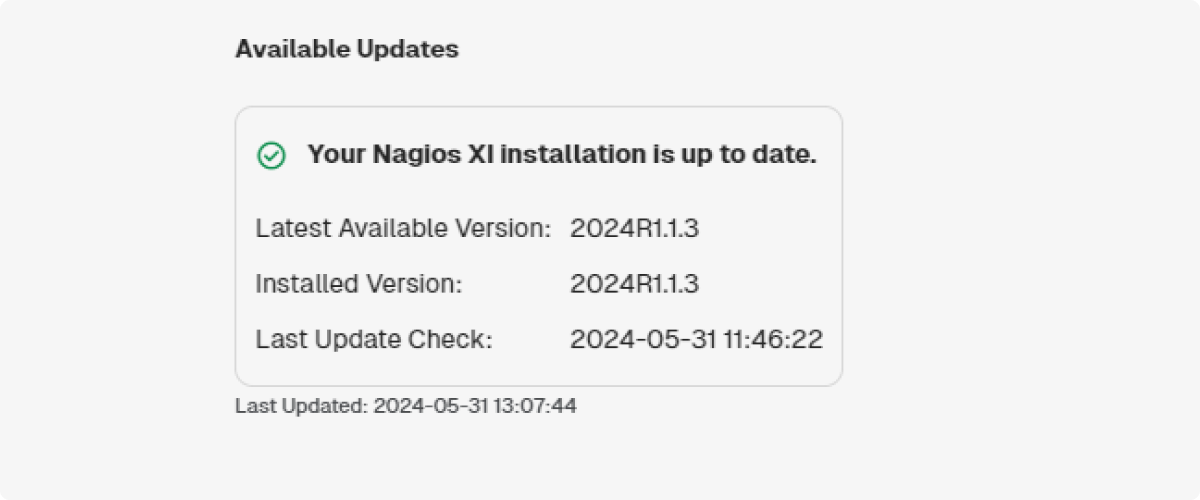 Available Updates
Your Nagios XI installation is up to date.
Latest Available Version: 2024R1.1.3
Installed Version: 2024R1.1.3
Last Update Check: 2024-05-31 11:46:22
Last Updated: 2024-05-31 13:07:44